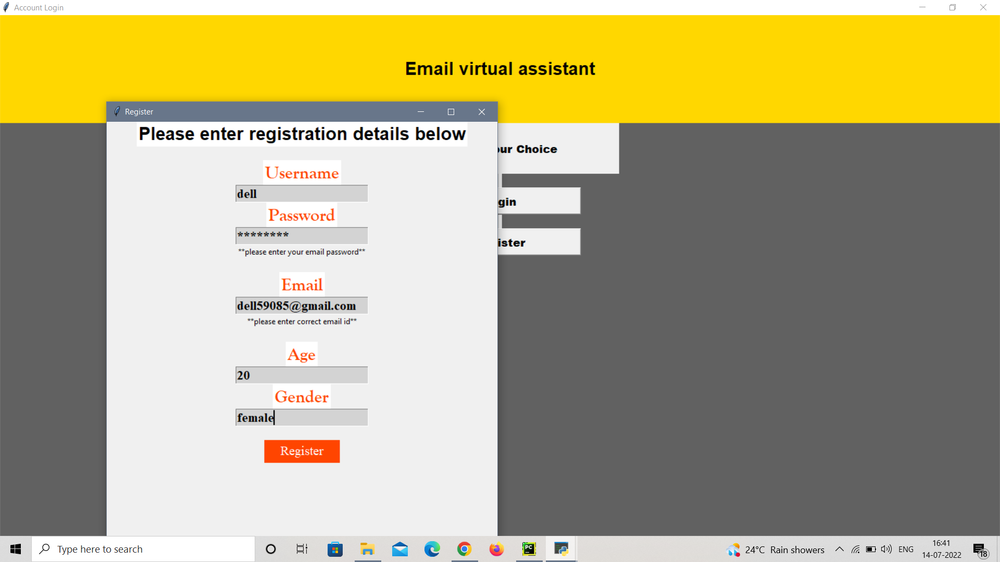 Account Login
Email virtual assistant
Register
Please enter registration details below
our Choice
Username
dell
gin
Password
********
ister
**please enter your email password**
Email
dell59085@gmail.com
**please enter correct email id**
Age
20
Gender
female
Register
Type here to search
PC
24°C Rain showers
ENG
16:41
14-07-2022
18